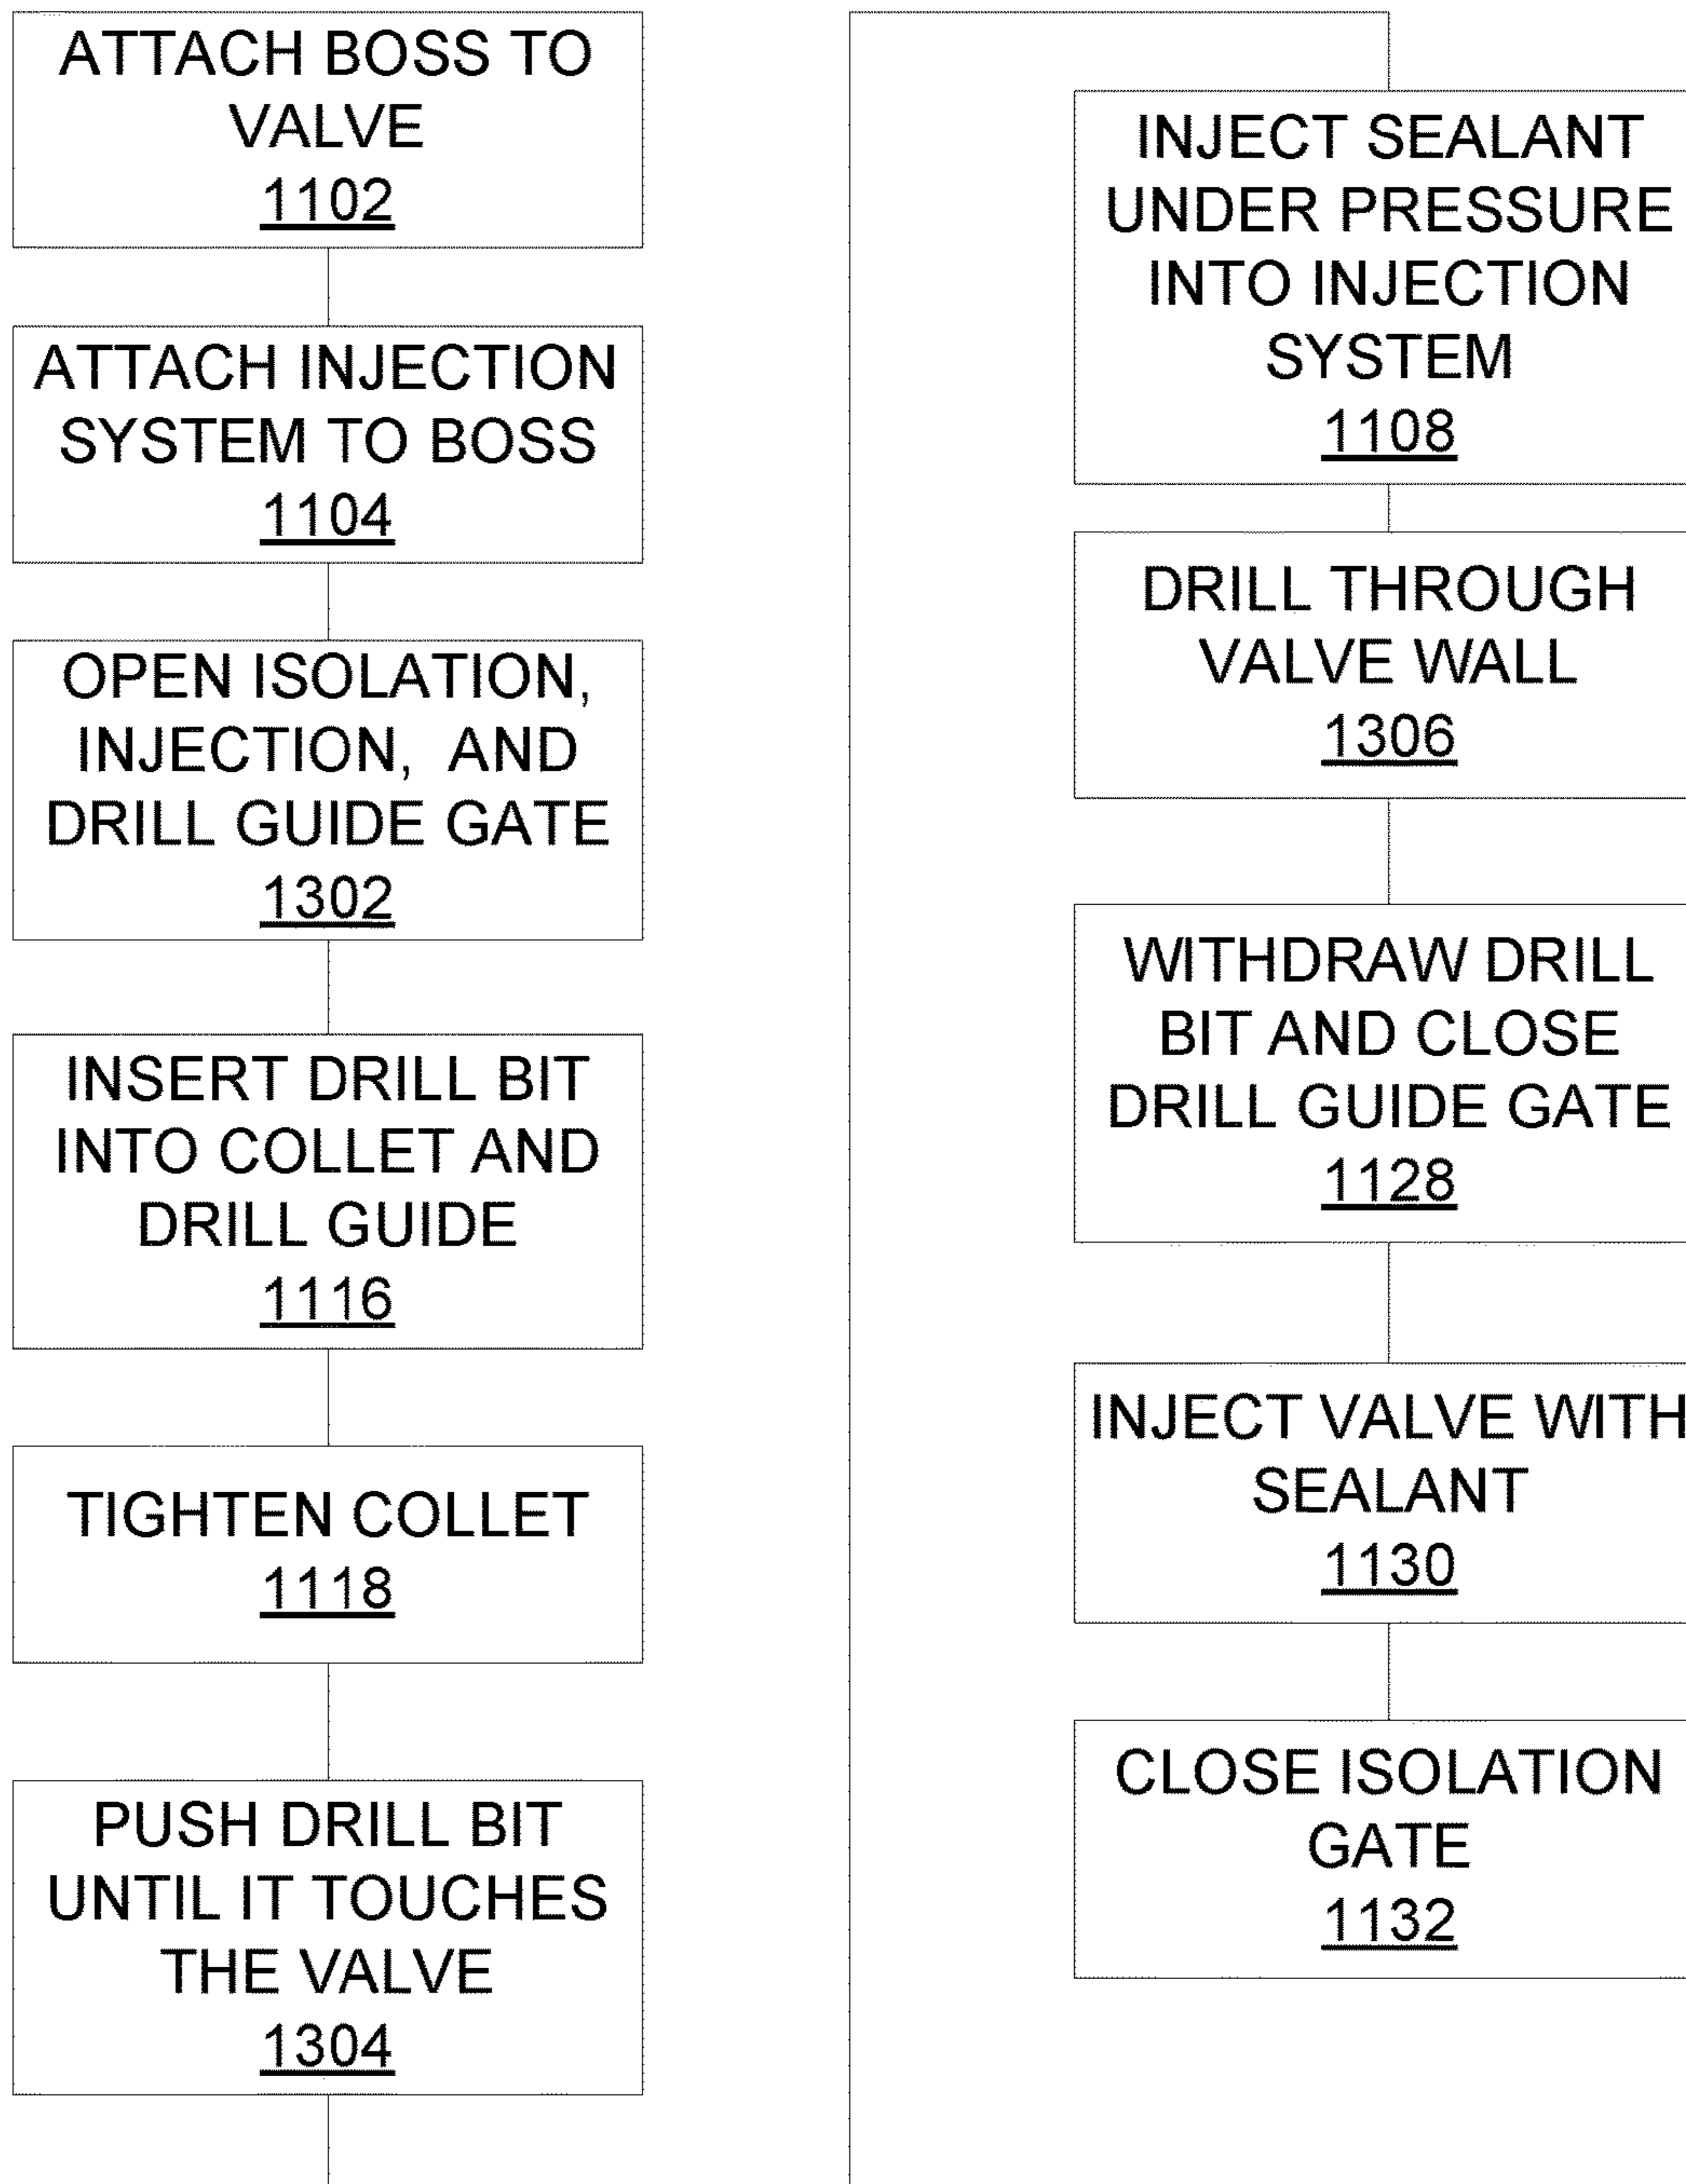 ATTACH BOSS TO
VALVE
1102
ATTACH INJECTION
SYSTEM TO BOSS
1104
OPEN ISOLATION,
INJECTION, AND
DRILL GUIDE GATE
1302
INSERT DRILL BIT
INTO COLLET AND
DRILL GUIDE
1116
TIGHTEN COLLET
1118
PUSH DRILL BIT
UNTIL IT TOUCHES
THE VALVE
1304
INJECT SEALANT
UNDER PRESSURE
INTO INJECTION
SYSTEM
1108
DRILL THROUGH
VALVE WALL
1306
WITHDRAW DRILL
BIT AND CLOSE
DRILL GUIDE GATE
1128
INJECT VALVE WITH
SEALANT
1130
CLOSE ISOLATION
GATE
1132